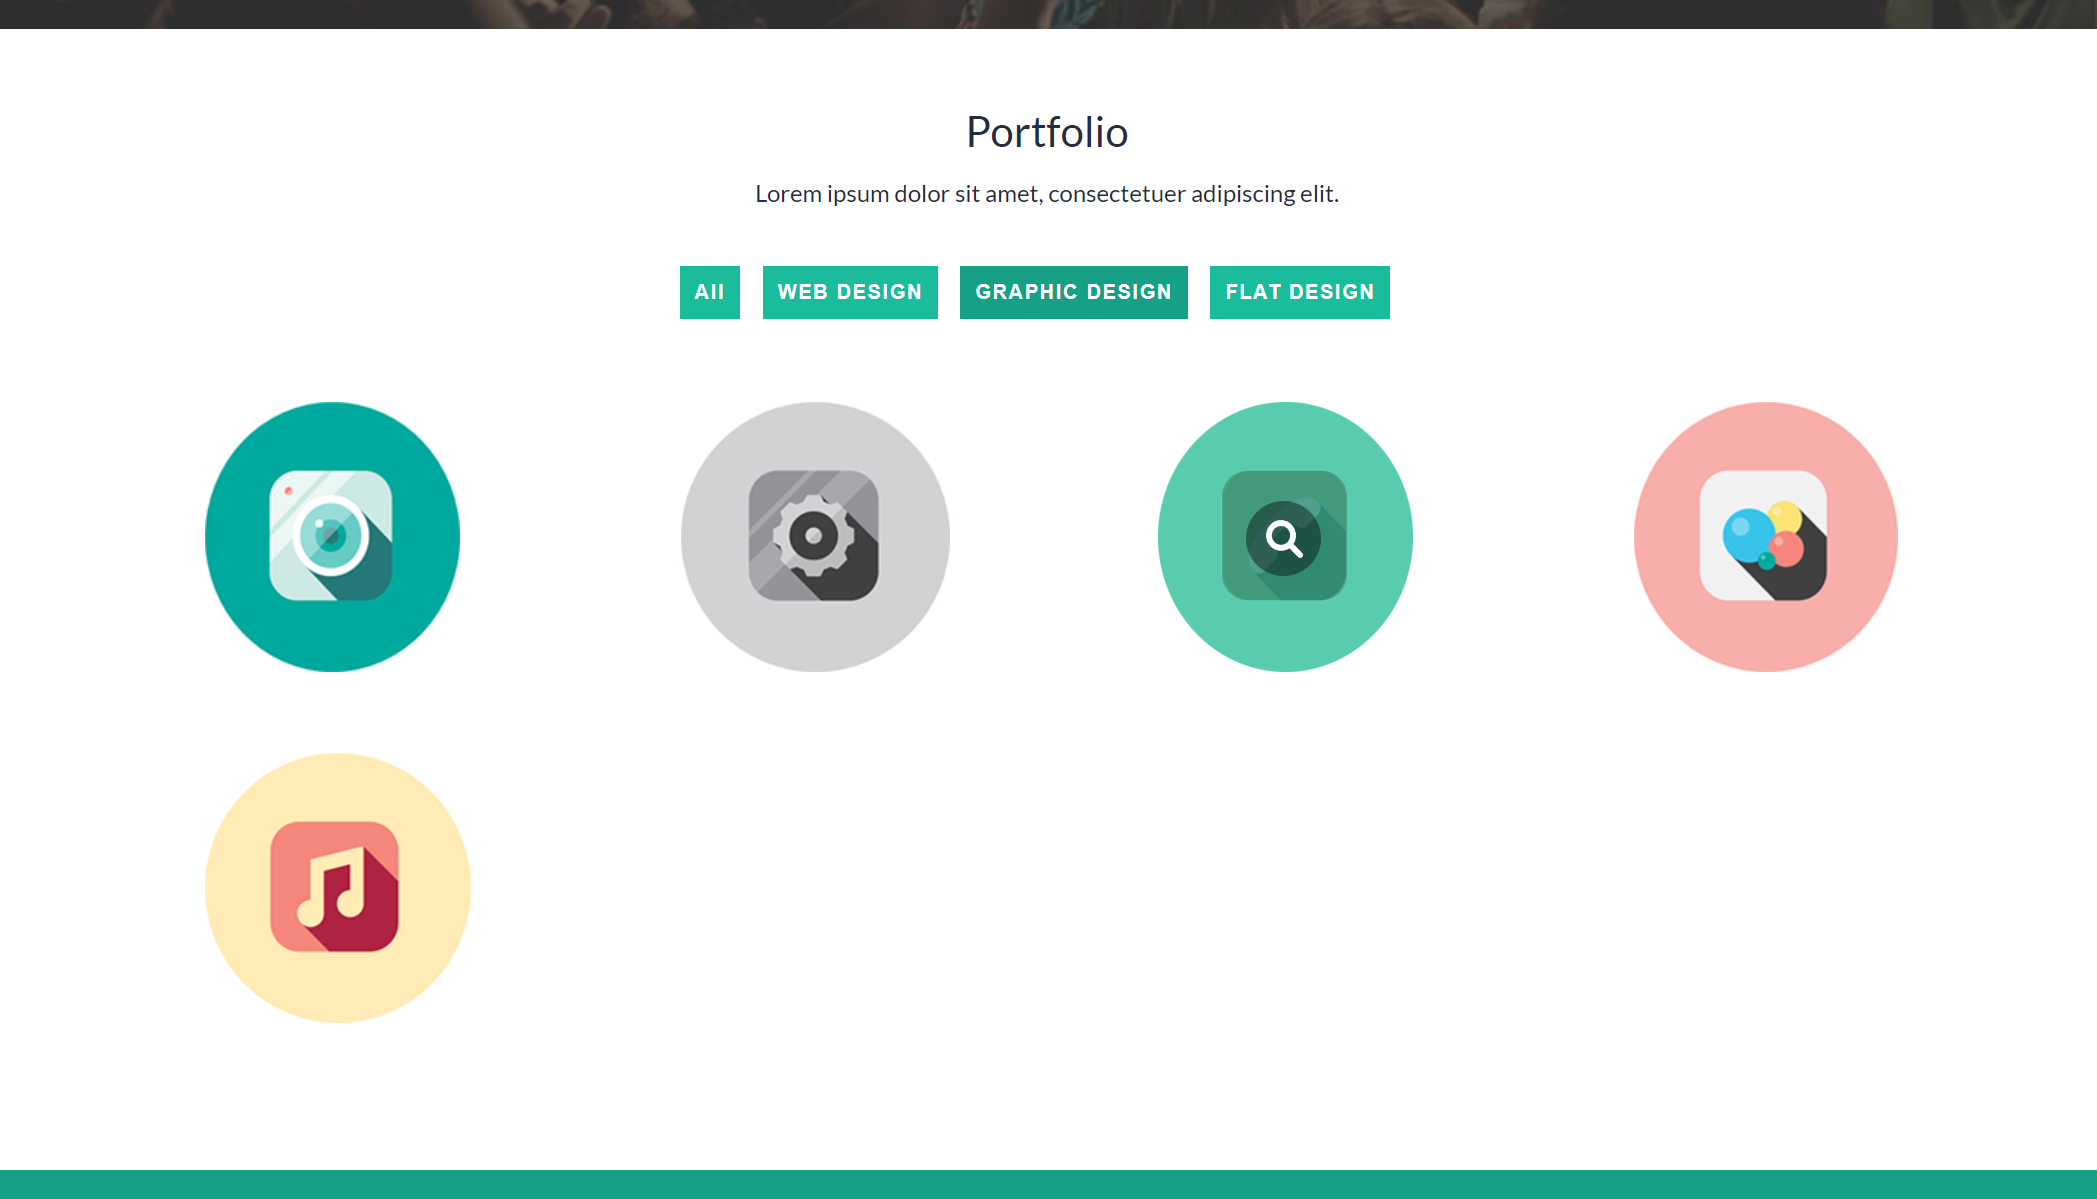 Portfolio
Lorem ipsum dolor sit amet, consectetuer adipiscing elit.
All WEB DESIGN GRAPHIC DESIGN FLAT DESIGN